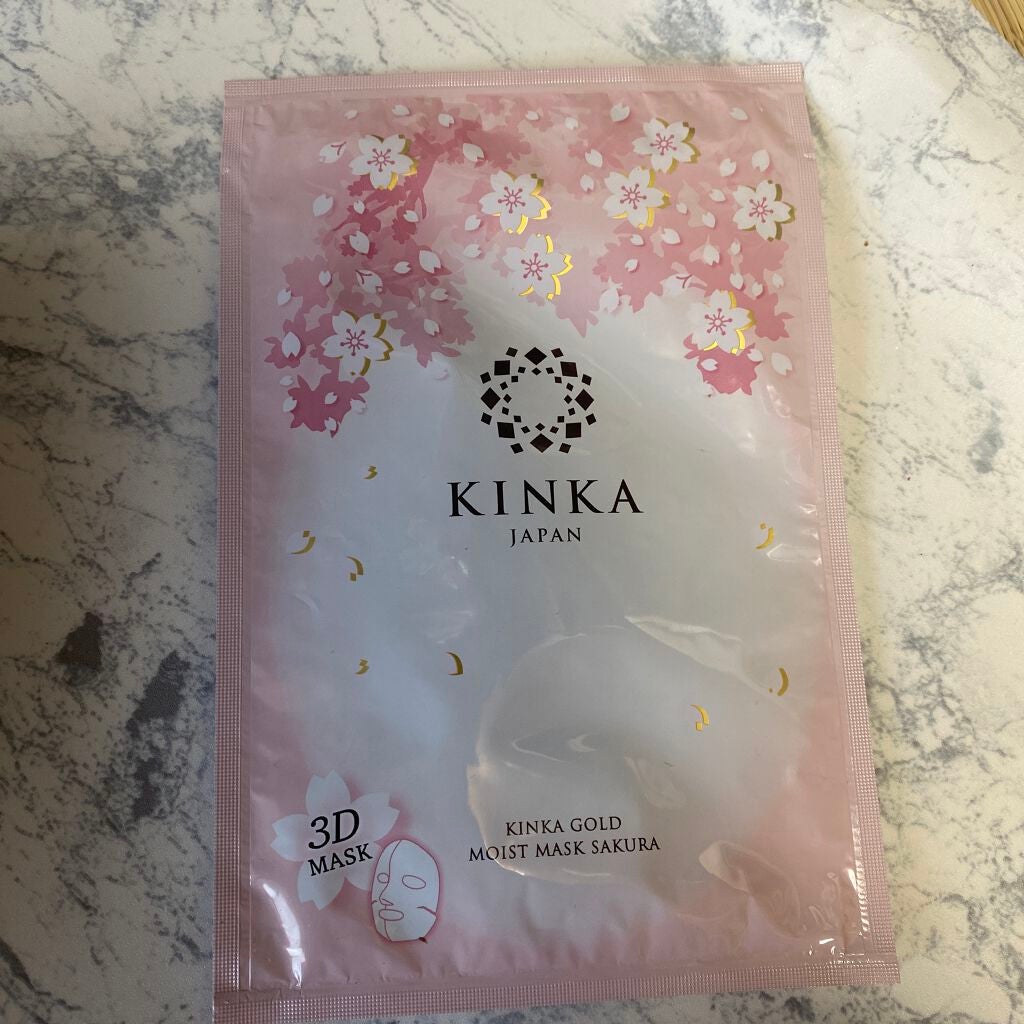 KINKA
JAPAN
3D
MASK
KINKA GOLD
MOIST MASK SAKURA